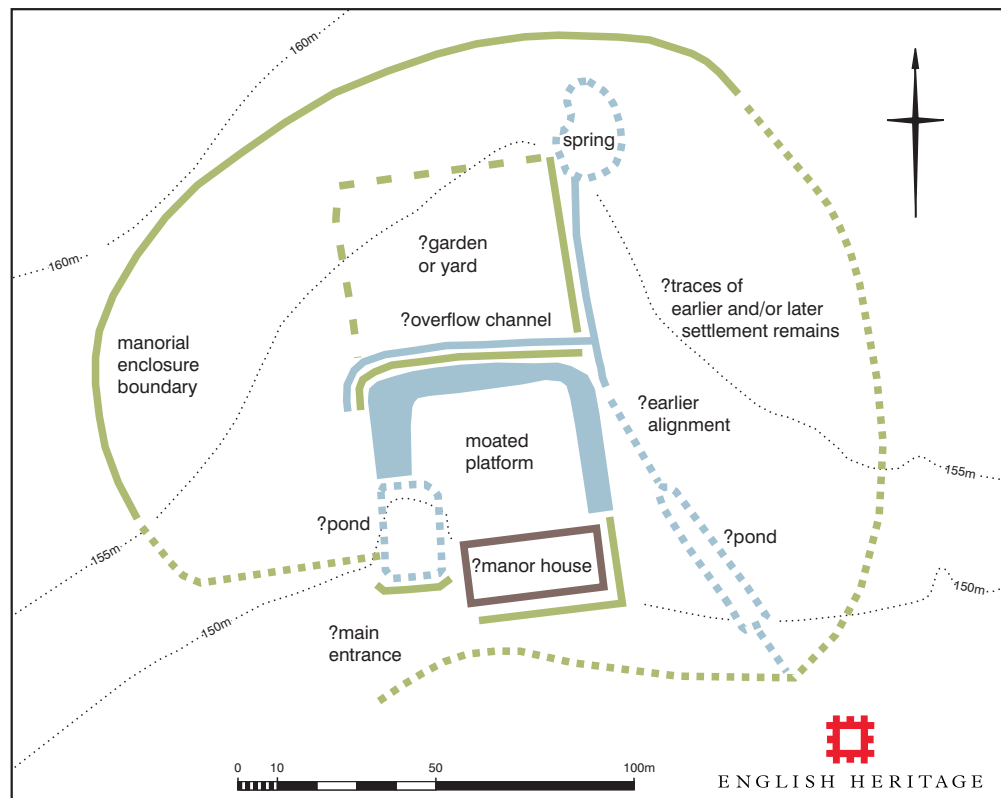 160m
spring
?garden
or yard
160m
?traces of
earlier and/or later
settlement remains
?overflow channel
manorial
enclosure
boundary
?earlier
alignment
moated
platform
155m
?pond
?pond
155m
?manor house
150m
150m
?main
entrance
0 10 50 100m
ENGLISH HERITAGE